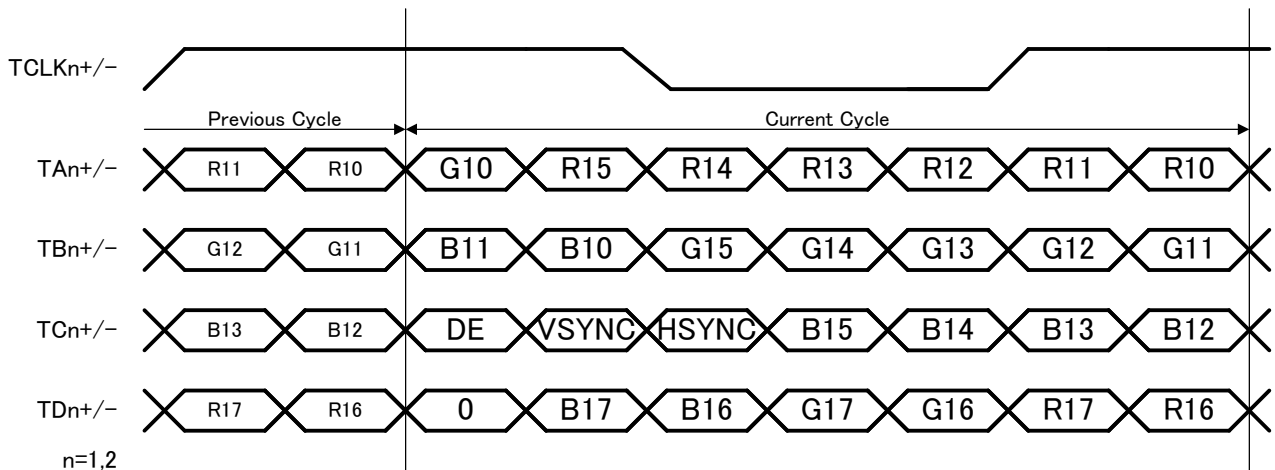 TCLKn+/-
Previous Cycle Current Cycle
TAn+/- R11 R10 G10 R15 R14 R13 R12 R11 R10
TBn+/- G12 G11 B11 B10 G15 G14 G13 G12 G11
TCn+/- B13 B12 DE VSYNC HSYNC B15 B14 B13 B12
TDn+/- R17 R16 0 B17 B16 G17 G16 R17 R16
n=1,2